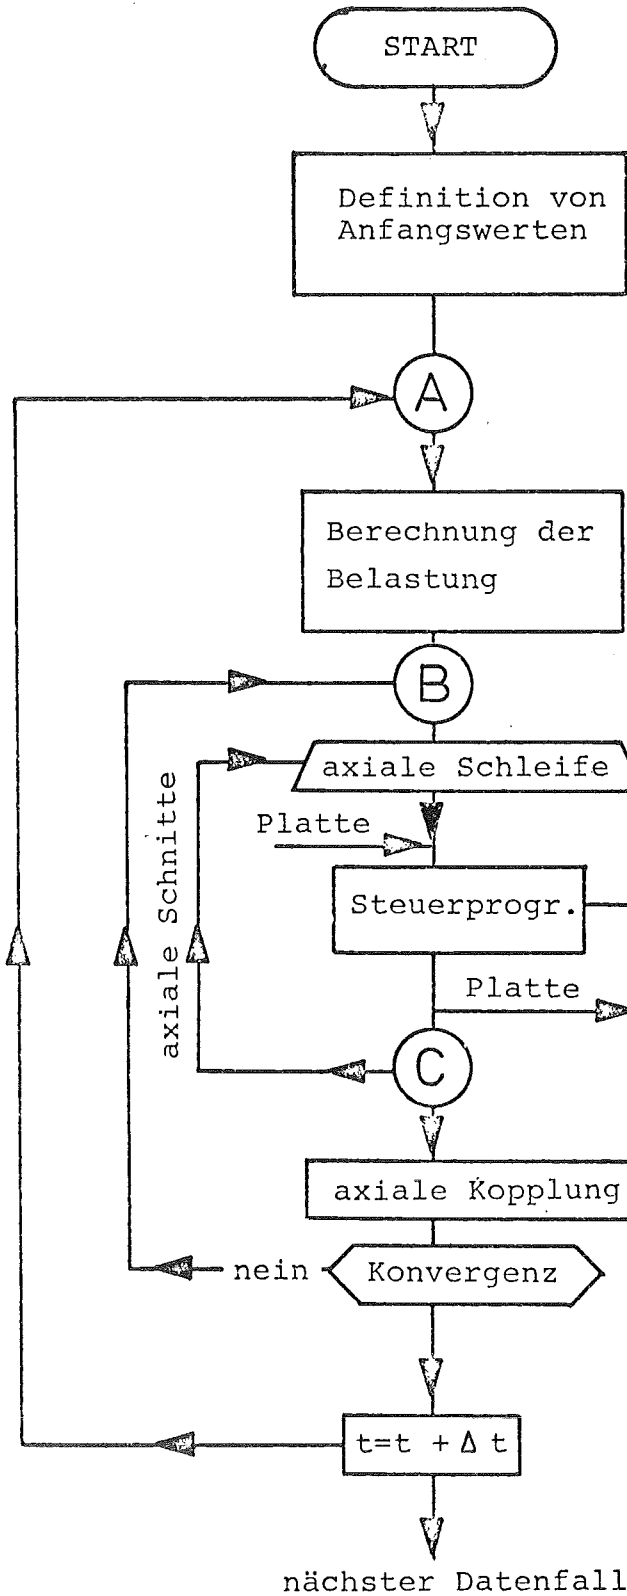 START
Definition von
Anfangswerten
A
Berechnung der
Belastung
B
axiale Schleife
Platte
axiale Schnitte
Steuerprogr.
Platte
C
axiale Kopplung
nein
Konvergenz
t=t + Δ t
nächster Datenfall